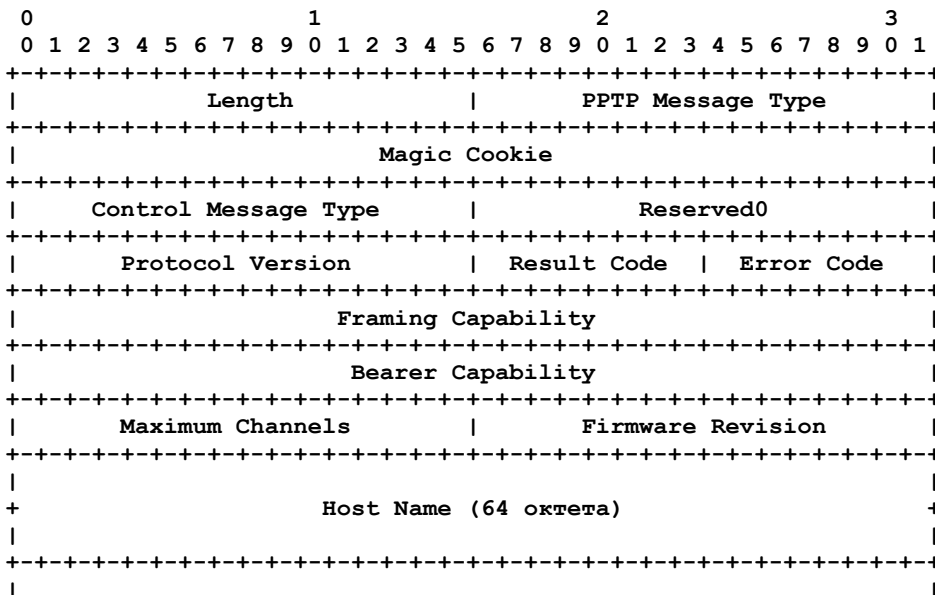 0                   1                   2                   3
0 1 2 3 4 5 6 7 8 9 0 1 2 3 4 5 6 7 8 9 0 1 2 3 4 5 6 7 8 9 0 1
+-+-+-+-+-+-+-+-+-+-+-+-+-+-+-+-+-+-+-+-+-+-+-+-+-+-+-+-+-+-+-+-+
| Length | PPTP Message Type |
+-+-+-+-+-+-+-+-+-+-+-+-+-+-+-+-+-+-+-+-+-+-+-+-+-+-+-+-+-+-+-+-+
| Magic Cookie |
+-+-+-+-+-+-+-+-+-+-+-+-+-+-+-+-+-+-+-+-+-+-+-+-+-+-+-+-+-+-+-+-+
| Control Message Type | Reserved0 |
+-+-+-+-+-+-+-+-+-+-+-+-+-+-+-+-+-+-+-+-+-+-+-+-+-+-+-+-+-+-+-+-+
| Protocol Version | Result Code | Error Code |
+-+-+-+-+-+-+-+-+-+-+-+-+-+-+-+-+-+-+-+-+-+-+-+-+-+-+-+-+-+-+-+-+
| Framing Capability |
+-+-+-+-+-+-+-+-+-+-+-+-+-+-+-+-+-+-+-+-+-+-+-+-+-+-+-+-+-+-+-+-+
| Bearer Capability |
+-+-+-+-+-+-+-+-+-+-+-+-+-+-+-+-+-+-+-+-+-+-+-+-+-+-+-+-+-+-+-+-+
| Maximum Channels | Firmware Revision |
+-+-+-+-+-+-+-+-+-+-+-+-+-+-+-+-+-+-+-+-+-+-+-+-+-+-+-+-+-+-+-+-+
| |
+ Host Name (64 октета) +
| |
+-+-+-+-+-+-+-+-+-+-+-+-+-+-+-+-+-+-+-+-+-+-+-+-+-+-+-+-+-+-+-+-+
| |